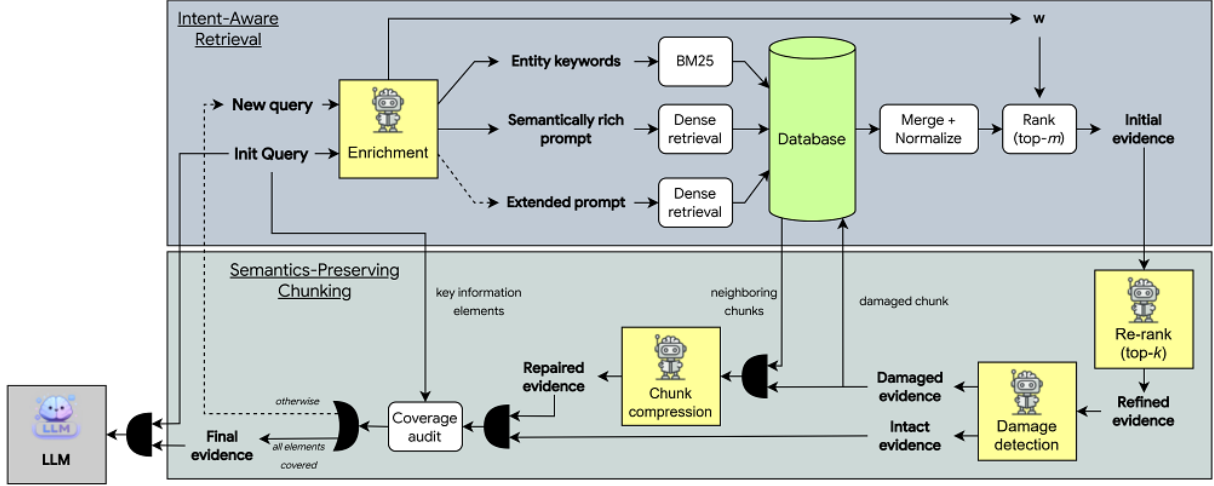 Intent-Aware
Retrieval
w
New query
Init Query
Enrichment
Entity keywords
BM25
Semantically rich
prompt
Dense
retrieval
Extended prompt
Dense
retrieval
Database
Merge +
Normalize
Rank
(top-m)
Initial
evidence
Semantics-Preserving
Chunking
key information
elements
neighboring
chunks
damaged chunk
Re-rank
(top-k)
Refined
evidence
Damage
detection
Damaged
evidence
Intact
evidence
Chunk
compression
Repaired
evidence
Coverage
audit
otherwise
all elements
covered
Final
evidence
LLM
LLM